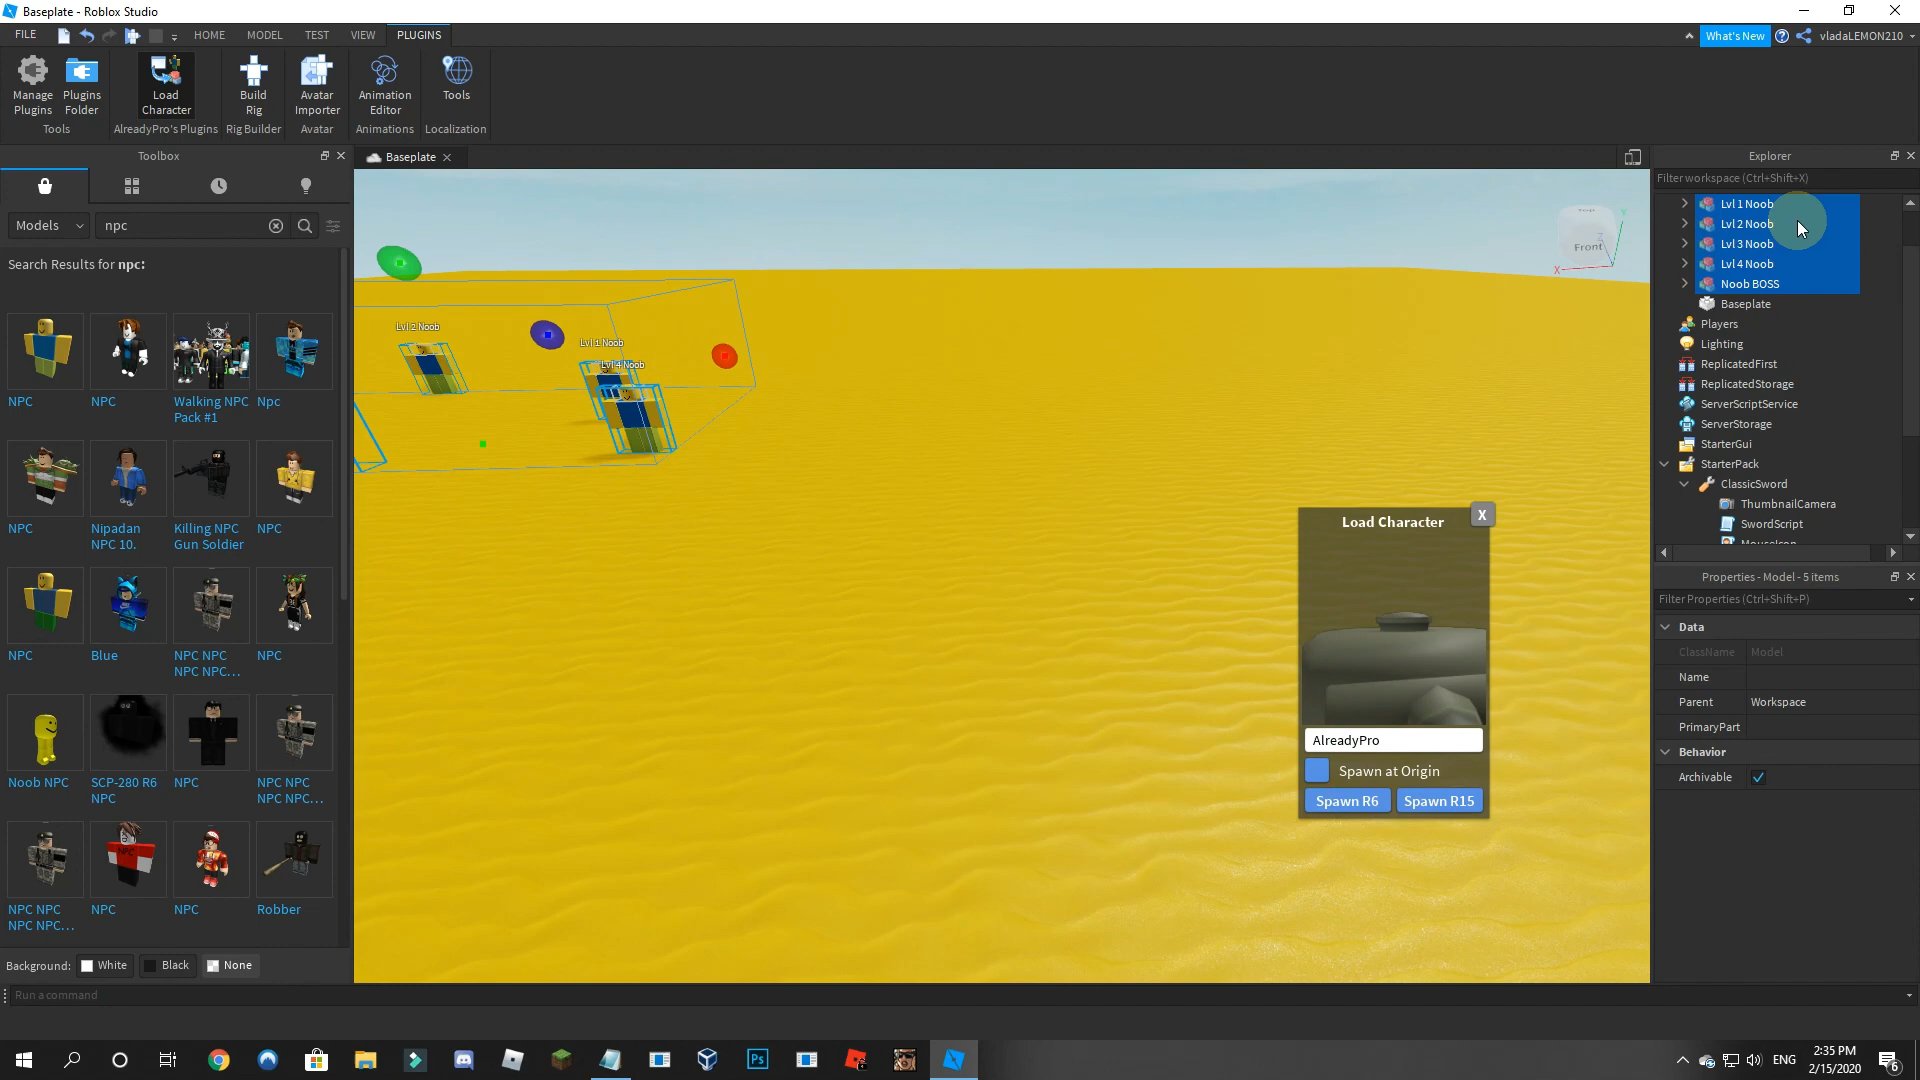 Baseplate - Roblox Studio
FILE HOME MODEL TEST VIEW PLUGINS What's New vladaLEMON210
Manage Plugins
Plugins Folder
Load Character
Build Rig
Avatar Importer
Animation Editor
Tools
Tools AlreadyPro's Plugins Rig Builder Avatar Animations Localization
Toolbox
Models npc
Search Results for npc:
NPC NPC Walking NPC Pack #1 Npc
NPC Nipadan NPC 10. Killing NPC Gun Soldier NPC
NPC Blue NPC NPC NPC NPC... NPC
Noob NPC SCP-280 R6 NPC NPC NPC NPC NPC NPC...
NPC NPC NPC NPC... NPC NPC Robber
Background: White Black None
Run a command
Baseplate
Lvl 2 Noob
Lvl 1 Noob
Lvl 4 Noob
Front
X
Y
Z
Load Character
X
AlreadyPro
Spawn at Origin
Spawn R6 Spawn R15
Explorer
Filter workspace (Ctrl+Shift+X)
Lvl 1 Noob
Lvl 2 Noob
Lvl 3 Noob
Lvl 4 Noob
Noob BOSS
Baseplate
Players
Lighting
ReplicatedFirst
ReplicatedStorage
ServerScriptService
ServerStorage
StarterGui
StarterPack
ClassicSword
ThumbnailCamera
SwordScript
MouseIcon
Properties - Model - 5 items
Filter Properties (Ctrl+Shift+P)
Data
ClassName Model
Name
Parent Workspace
PrimaryPart
Behavior
Archivable
Ps
ENG
2:35 PM
2/15/2020
6